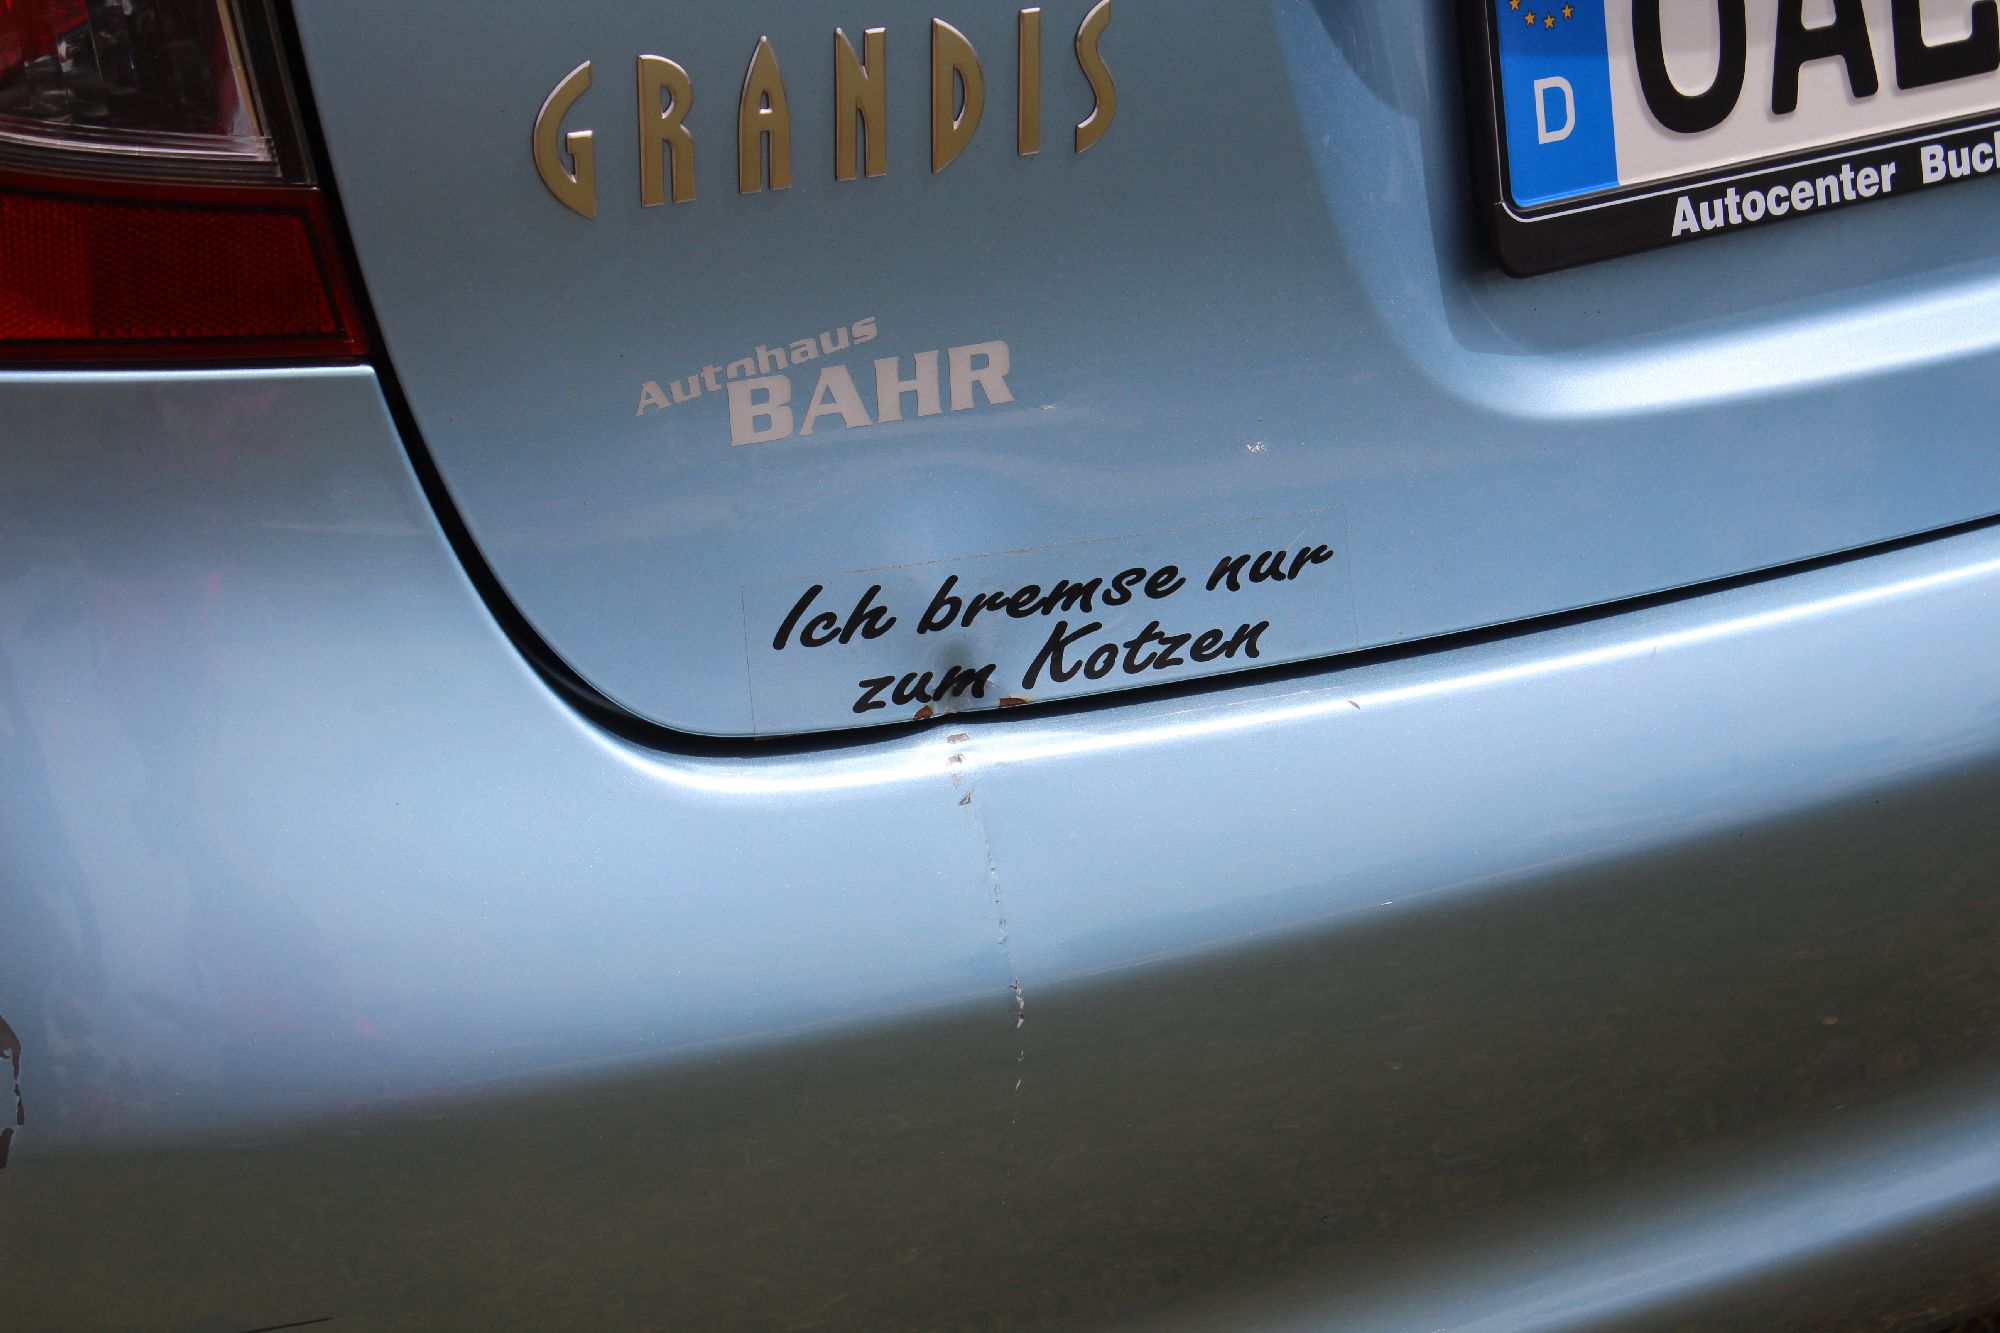 GRANDIS
D
Autocenter
Autohaus
BAHR
Ich bremse nur
zum Kotzen